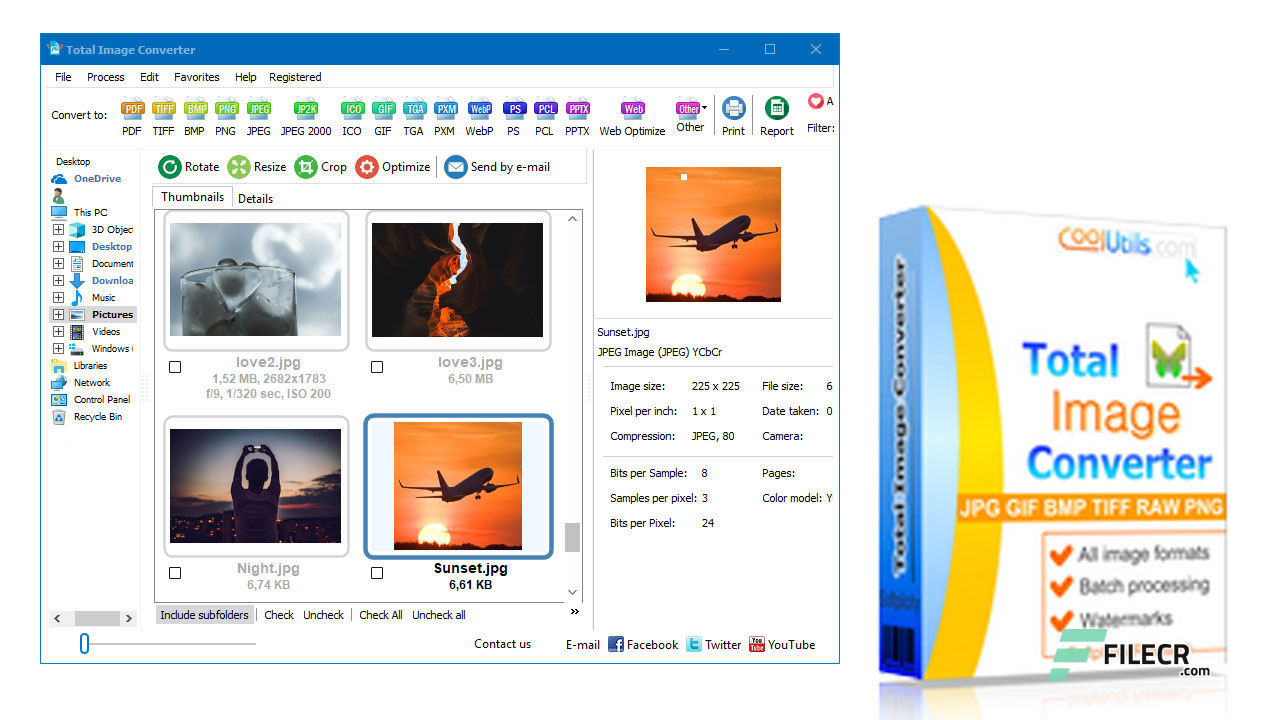 Total Image Converter
File Process Edit Favorites Help Registered
Convert to:
PDF TIFF BMP PNG JPEG JP2K ICO GIF TGA PXM WebP PS PCL PPTX Web Other
PDF TIFF BMP PNG JPEG JPEG 2000 ICO GIF TGA PXM WebP PS PCL PPTX Web Optimize Other Print Report
A
Filter:
Desktop
OneDrive
This PC
3D Objec
Desktop
Document
Downloa
Music
Pictures
Videos
Windows (
Libraries
Network
Control Panel
Recycle Bin
Rotate Resize Crop Optimize Send by e-mail
Thumbnails Details
love2.jpg
1,52 MB, 2682x1783
f/9, 1/320 sec, ISO 200
love3.jpg
6,50 MB
Night.jpg
6,74 KB
Sunset.jpg
6,61 KB
Include subfolders Check Uncheck Check All Uncheck all
Sunset.jpg
JPEG Image (JPEG) YCbCr
Image size: 225 x 225 File size: 6
Pixel per inch: 1 x 1 Date taken: 0
Compression: JPEG, 80 Camera:
Bits per Sample: 8 Pages:
Samples per pixel: 3 Color model: Y
Bits per Pixel: 24
Contact us E-mail Facebook Twitter YouTube
CoolUtils.com
Total Image Converter
Total
Image
Converter
JPG GIF BMP TIFF RAW PNG
All image formats
Batch processing
Watermarks
FILECR
.com